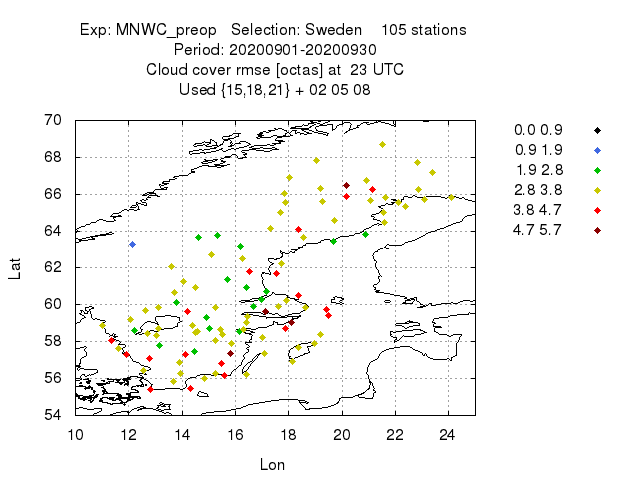 Exp: MNWC_preop Selection: Sweden 105 stations
Period: 20200901-20200930
Cloud cover rmse [octas] at 23 UTC
Used {15,18,21} + 02 05 08
70
68
66
64
62
60
58
56
54
10 12 14 16 18 20 22 24
Lat
Lon
0.0 0.9
0.9 1.9
1.9 2.8
2.8 3.8
3.8 4.7
4.7 5.7